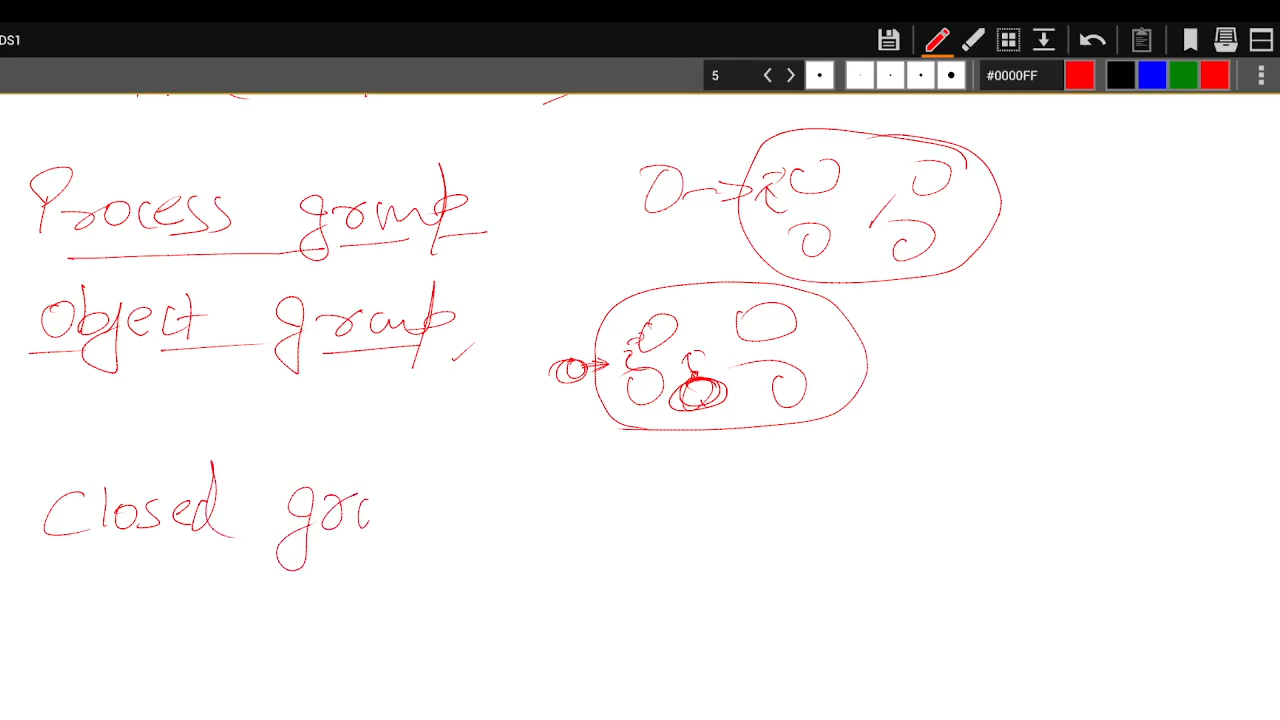 DS1
5
#0000FF
Process group
Object group
Closed gro